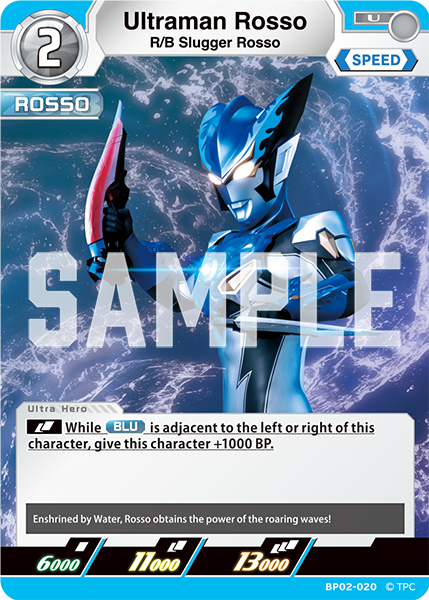 Ultraman Rosso
R/B Slugger Rosso
2
U
SPEED
ROSSO
SAMPLE
Ultra Hero
While BLU is adjacent to the left or right of this
character, give this character +1000 BP.
Enshrined by Water, Rosso obtains the power of the roaring waves!
6000 11000 13000
BP02-020 © TPC